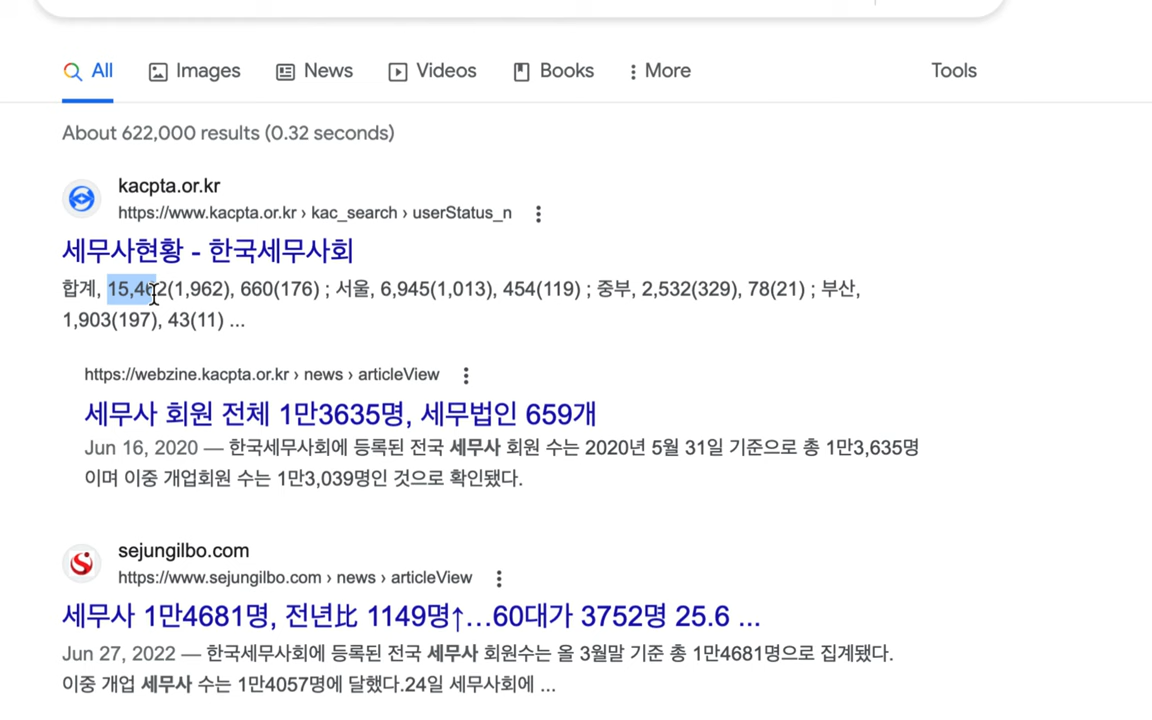 All Images News Videos Books More Tools
About 622,000 results (0.32 seconds)
kacpta.or.kr
https://www.kacpta.or.kr › kac_search › userStatus_n
세무사현황 - 한국세무사회
합계, 15,462(1,962), 660(176) ; 서울, 6,945(1,013), 454(119) ; 중부, 2,532(329), 78(21) ; 부산,
1,903(197), 43(11) ...
https://webzine.kacpta.or.kr › news › articleView
세무사 회원 전체 1만3635명, 세무법인 659개
Jun 16, 2020 — 한국세무사회에 등록된 전국 세무사 회원 수는 2020년 5월 31일 기준으로 총 1만3,635명
이며 이중 개업회원 수는 1만3,039명인 것으로 확인됐다.
sejungilbo.com
https://www.sejungilbo.com › news › articleView
세무사 1만4681명, 전년比 1149명↑…60대가 3752명 25.6 ...
Jun 27, 2022 — 한국세무사회에 등록된 전국 세무사 회원수는 올 3월말 기준 총 1만4681명으로 집계됐다.
이중 개업 세무사 수는 1만4057명에 달했다.24일 세무사회에 ...